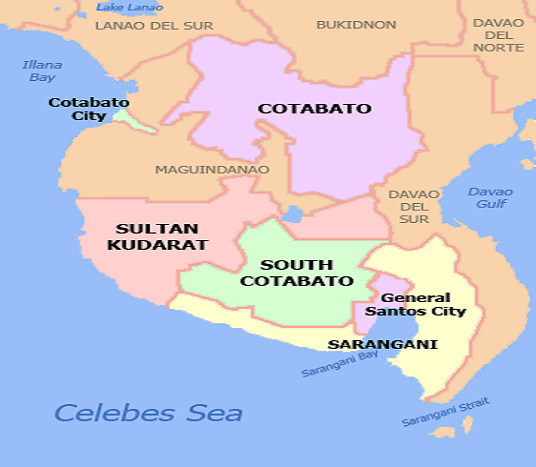 Lake Lanao
LANAO DEL SUR
BUKIDNON
DAVAO
DEL
NORTE
Illana
Bay
Cotabato
City
COTABATO
MAGUINDANAO
DAVAO
DEL
SUR
Davao
Gulf
SULTAN
KUDARAT
SOUTH
COTABATO
General
Santos City
SARANGANI
Sarangani Bay
Celebes Sea
Sarangani Strait